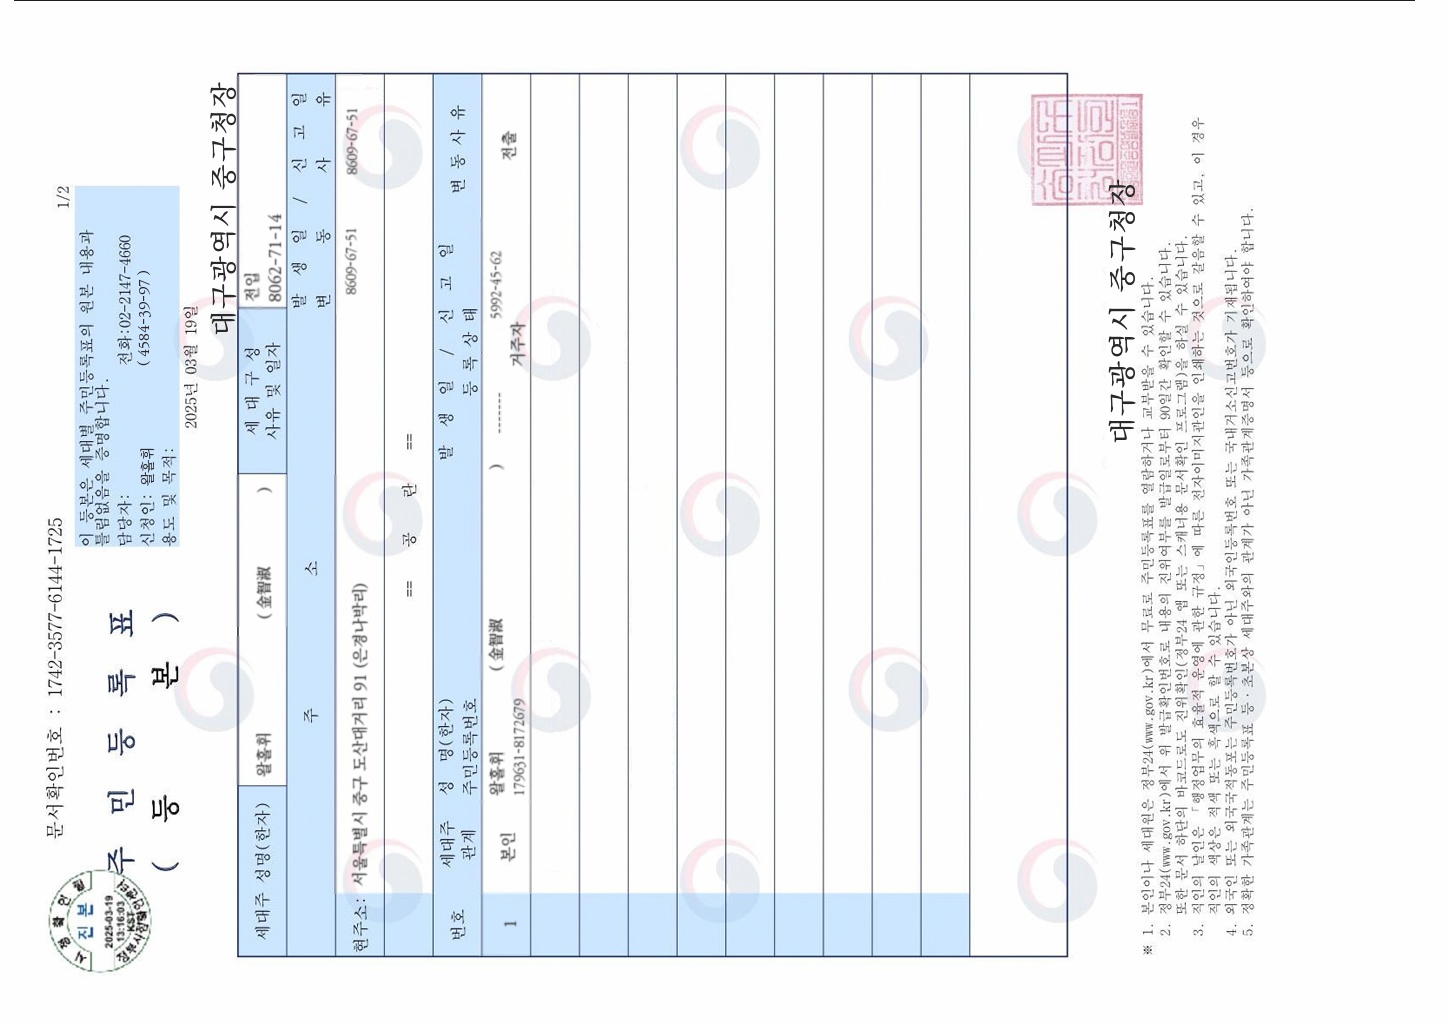 문서확인번호 : 1742-3577-6144-1725
1/2
주 민 등 록 표
( 등 본 )
이 등본은 세대별 주민등록표의 원본 내용과
틀림없음을 증명합니다.
담당자: 전화:02-2147-4660
신청인: 왈흘휘 ( 4584-39-97)
용도 및 목적:
2025년 03월 19일
대구광역시 중구청장
진 본
2025-03-19
13:16:03
KST
세대주 성명(한자) 왈흘휘 ( 金智淑 ) 세 대 구 성 사유 및 일자 전입 8062-71-14
주 소 발 생 일 / 신 고 일
변 동 사 유
현주소: 서울특별시 중구 도산대거리 91 (은경나박리) 8609-67-51 8609-67-51
== 공 란 ==
번호 세대주 관계 성 명(한자) 주민등록번호 발 생 일 / 신 고 일 등 록 상 태 변 동 사 유
1 본인 왈흘휘 ( 金智淑 ) ------- 5992-45-62
179631-8172679 거주자 전출
대구광역시 중구청장
※ 1. 본인이나 세대원은 정부24(www.gov.kr)에서 무료로 주민등록표를 열람하거나 교부받을 수 있습니다.
2. 정부24(www.gov.kr)에서 위 발급확인번호로 내용의 진위여부를 발급일로부터 90일간 확인할 수 있습니다.
또한 문서 하단의 바코드로도 진위확인(정부24 앱 또는 스캐너용 문서확인 프로그램)을 하실 수 있습니다.
3. 직인의 날인은 「행정업무의 효율적 운영에 관한 규정」에 따른 전자이미지관인을 인쇄하는 것으로 갈음할 수 있고, 이 경우
직인의 색상은 적색 또는 흑색으로 할 수 있습니다.
4. 외국인 또는 외국국적동포는 주민등록번호가 아닌 외국인등록번호 또는 국내거소신고번호가 기재됩니다.
5. 정확한 가족관계는 주민등록표 등·초본상 세대주와의 관계가 아닌 가족관계증명서 등으로 확인하여야 합니다.